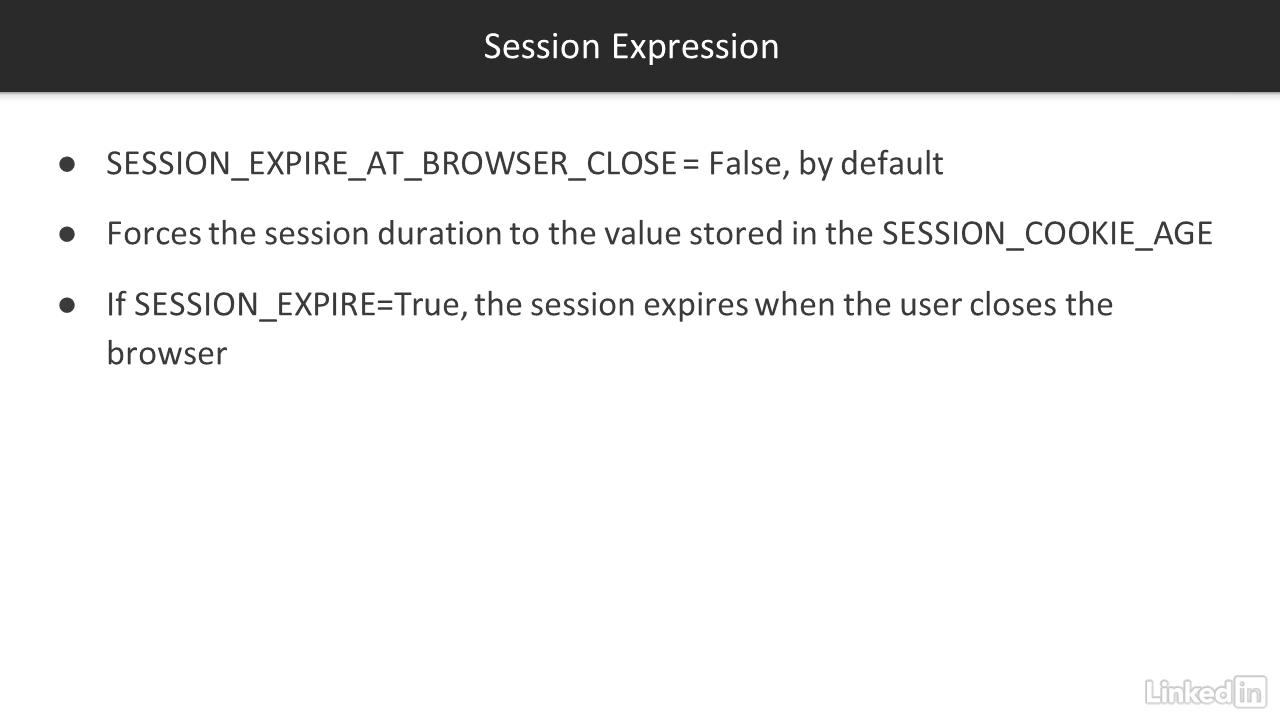 Session Expression
● SESSION_EXPIRE_AT_BROWSER_CLOSE = False, by default
● Forces the session duration to the value stored in the SESSION_COOKIE_AGE
● If SESSION_EXPIRE=True, the session expires when the user closes the
browser
Linked in